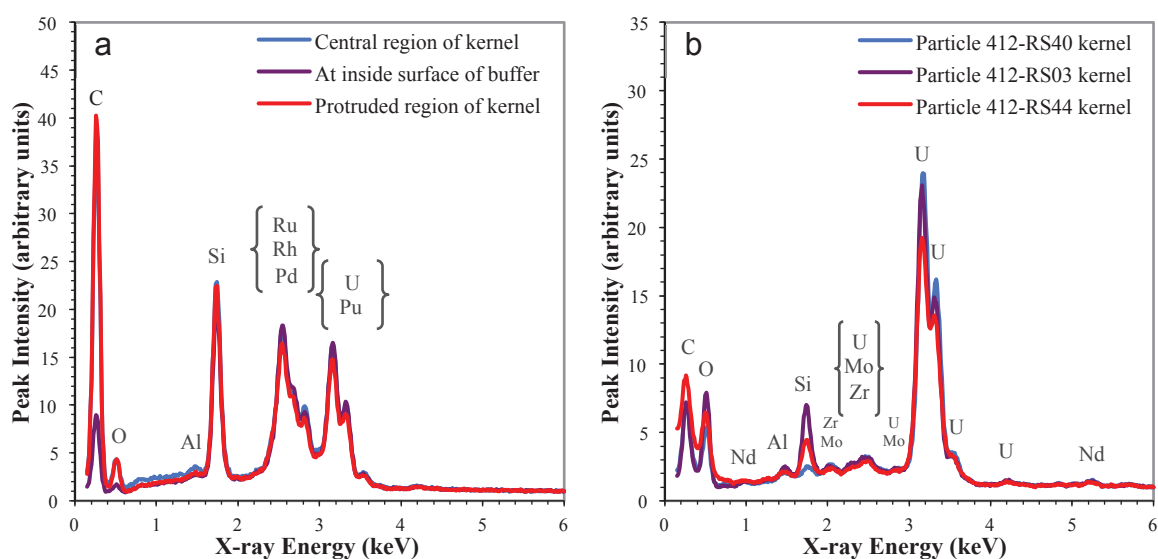 a
Central region of kernel
At inside surface of buffer
Protruded region of kernel
50
45
40
35
30
25
20
15
10
5
0
Peak Intensity (arbitrary units)
C
O
Al
Si
Ru
Rh
Pd
U
Pu
0 1 2 3 4 5 6
X-ray Energy (keV)
b
Particle 412-RS40 kernel
Particle 412-RS03 kernel
Particle 412-RS44 kernel
35
30
25
20
15
10
5
0
Peak Intensity (arbitrary units)
C
O
Nd
Al
Si
Zr
Mo
U
Mo
Zr
U
Mo
U
U
U
U
Nd
0 1 2 3 4 5 6
X-ray Energy (keV)